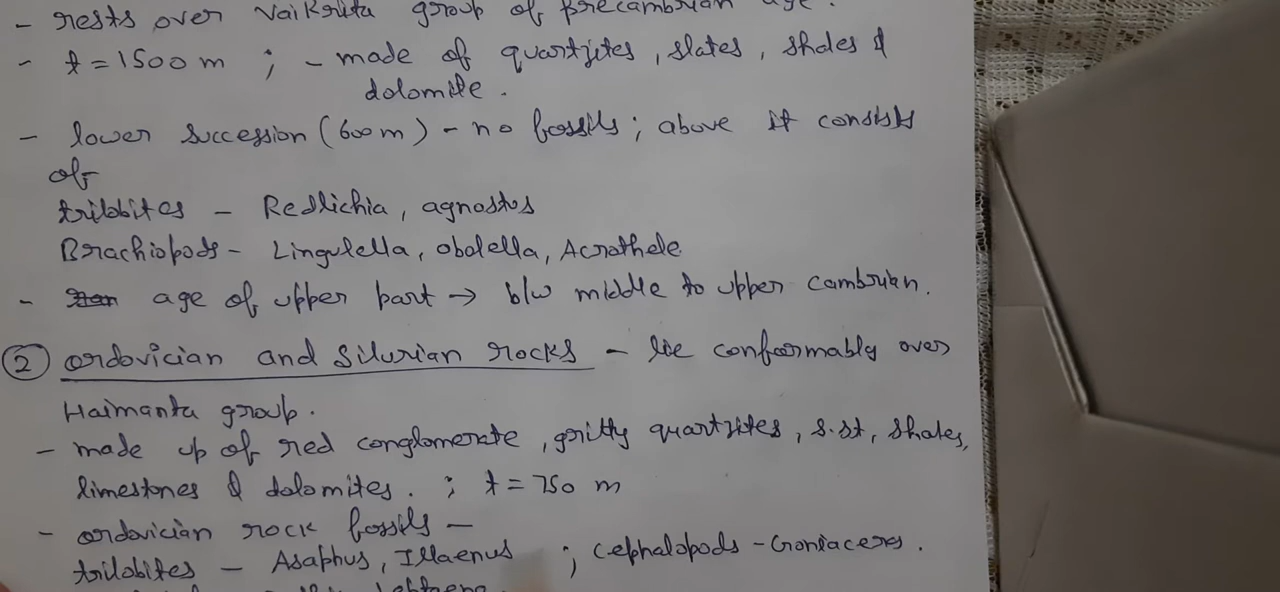 - rests over Vaikrita group of precambrian age.
- t = 1500 m ; - made of quartzites, slates, shales &
dolomite.
- lower succession (600 m) - no fossils ; above it consists
of
trilobites - Redlichia, agnostus
Brachiopods - Lingulella, obolella, Acrothele
- age of upper part → b/w middle to upper cambrian.
② ordovician and silurian rocks - lie conformably over
Haimanta group.
- made up of red conglomerate, gritty quartzites, s.st, shales,
limestones & dolomites. ; t = 750 m
- ordovician rock fossils -
trilobites - Asaphus, Illaenus ; cephalopods - Goniaceras.